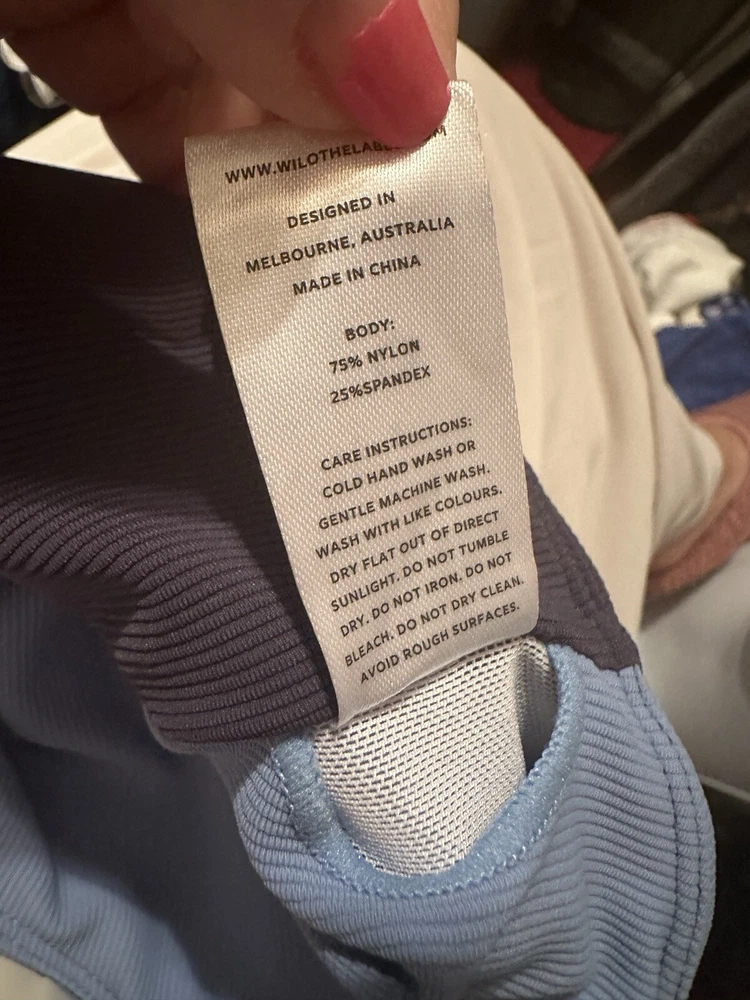 WWW.WILOTHELAB
DESIGNED IN
MELBOURNE, AUSTRALIA
MADE IN CHINA
BODY:
75% NYLON
25%SPANDEX
CARE INSTRUCTIONS:
COLD HAND WASH OR
GENTLE MACHINE WASH.
WASH WITH LIKE COLOURS.
DRY FLAT OUT OF DIRECT
SUNLIGHT. DO NOT TUMBLE
DRY. DO NOT IRON. DO NOT
BLEACH. DO NOT DRY CLEAN.
AVOID ROUGH SURFACES.